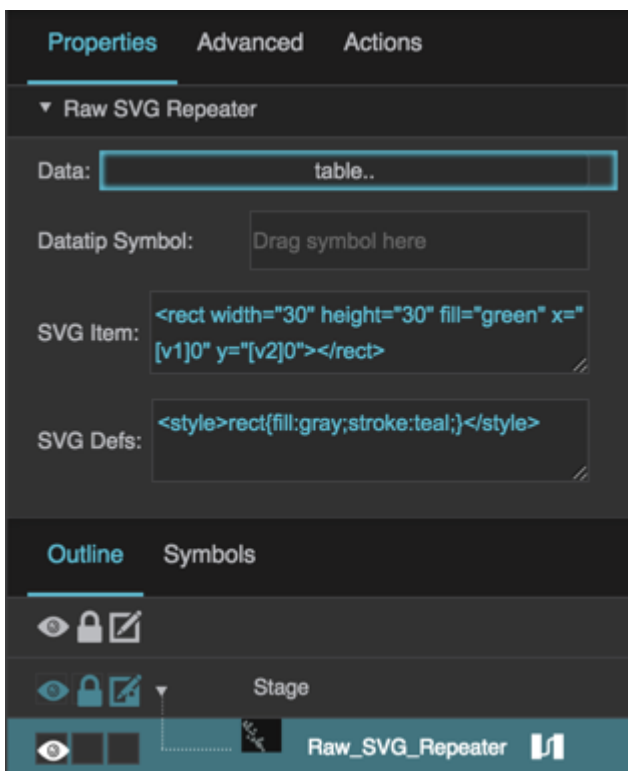 Properties Advanced Actions
Raw SVG Repeater
Data: table..
Datatip Symbol: Drag symbol here
SVG Item: <rect width="30" height="30" fill="green" x="
[v1]0" y="[v2]0"></rect>
SVG Defs: <style>rect{fill:gray;stroke:teal;}</style>
Outline Symbols
Stage
Raw_SVG_Repeater